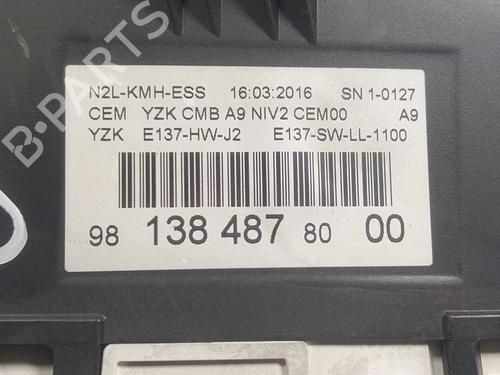 N2L-KMH-ESS 16:03:2016 SN 1-0127
CEM YZK CMB A9 NIV2 CEM00 A9
YZK E137-HW-J2 E137-SW-LL-1100
98 138 487 80 00